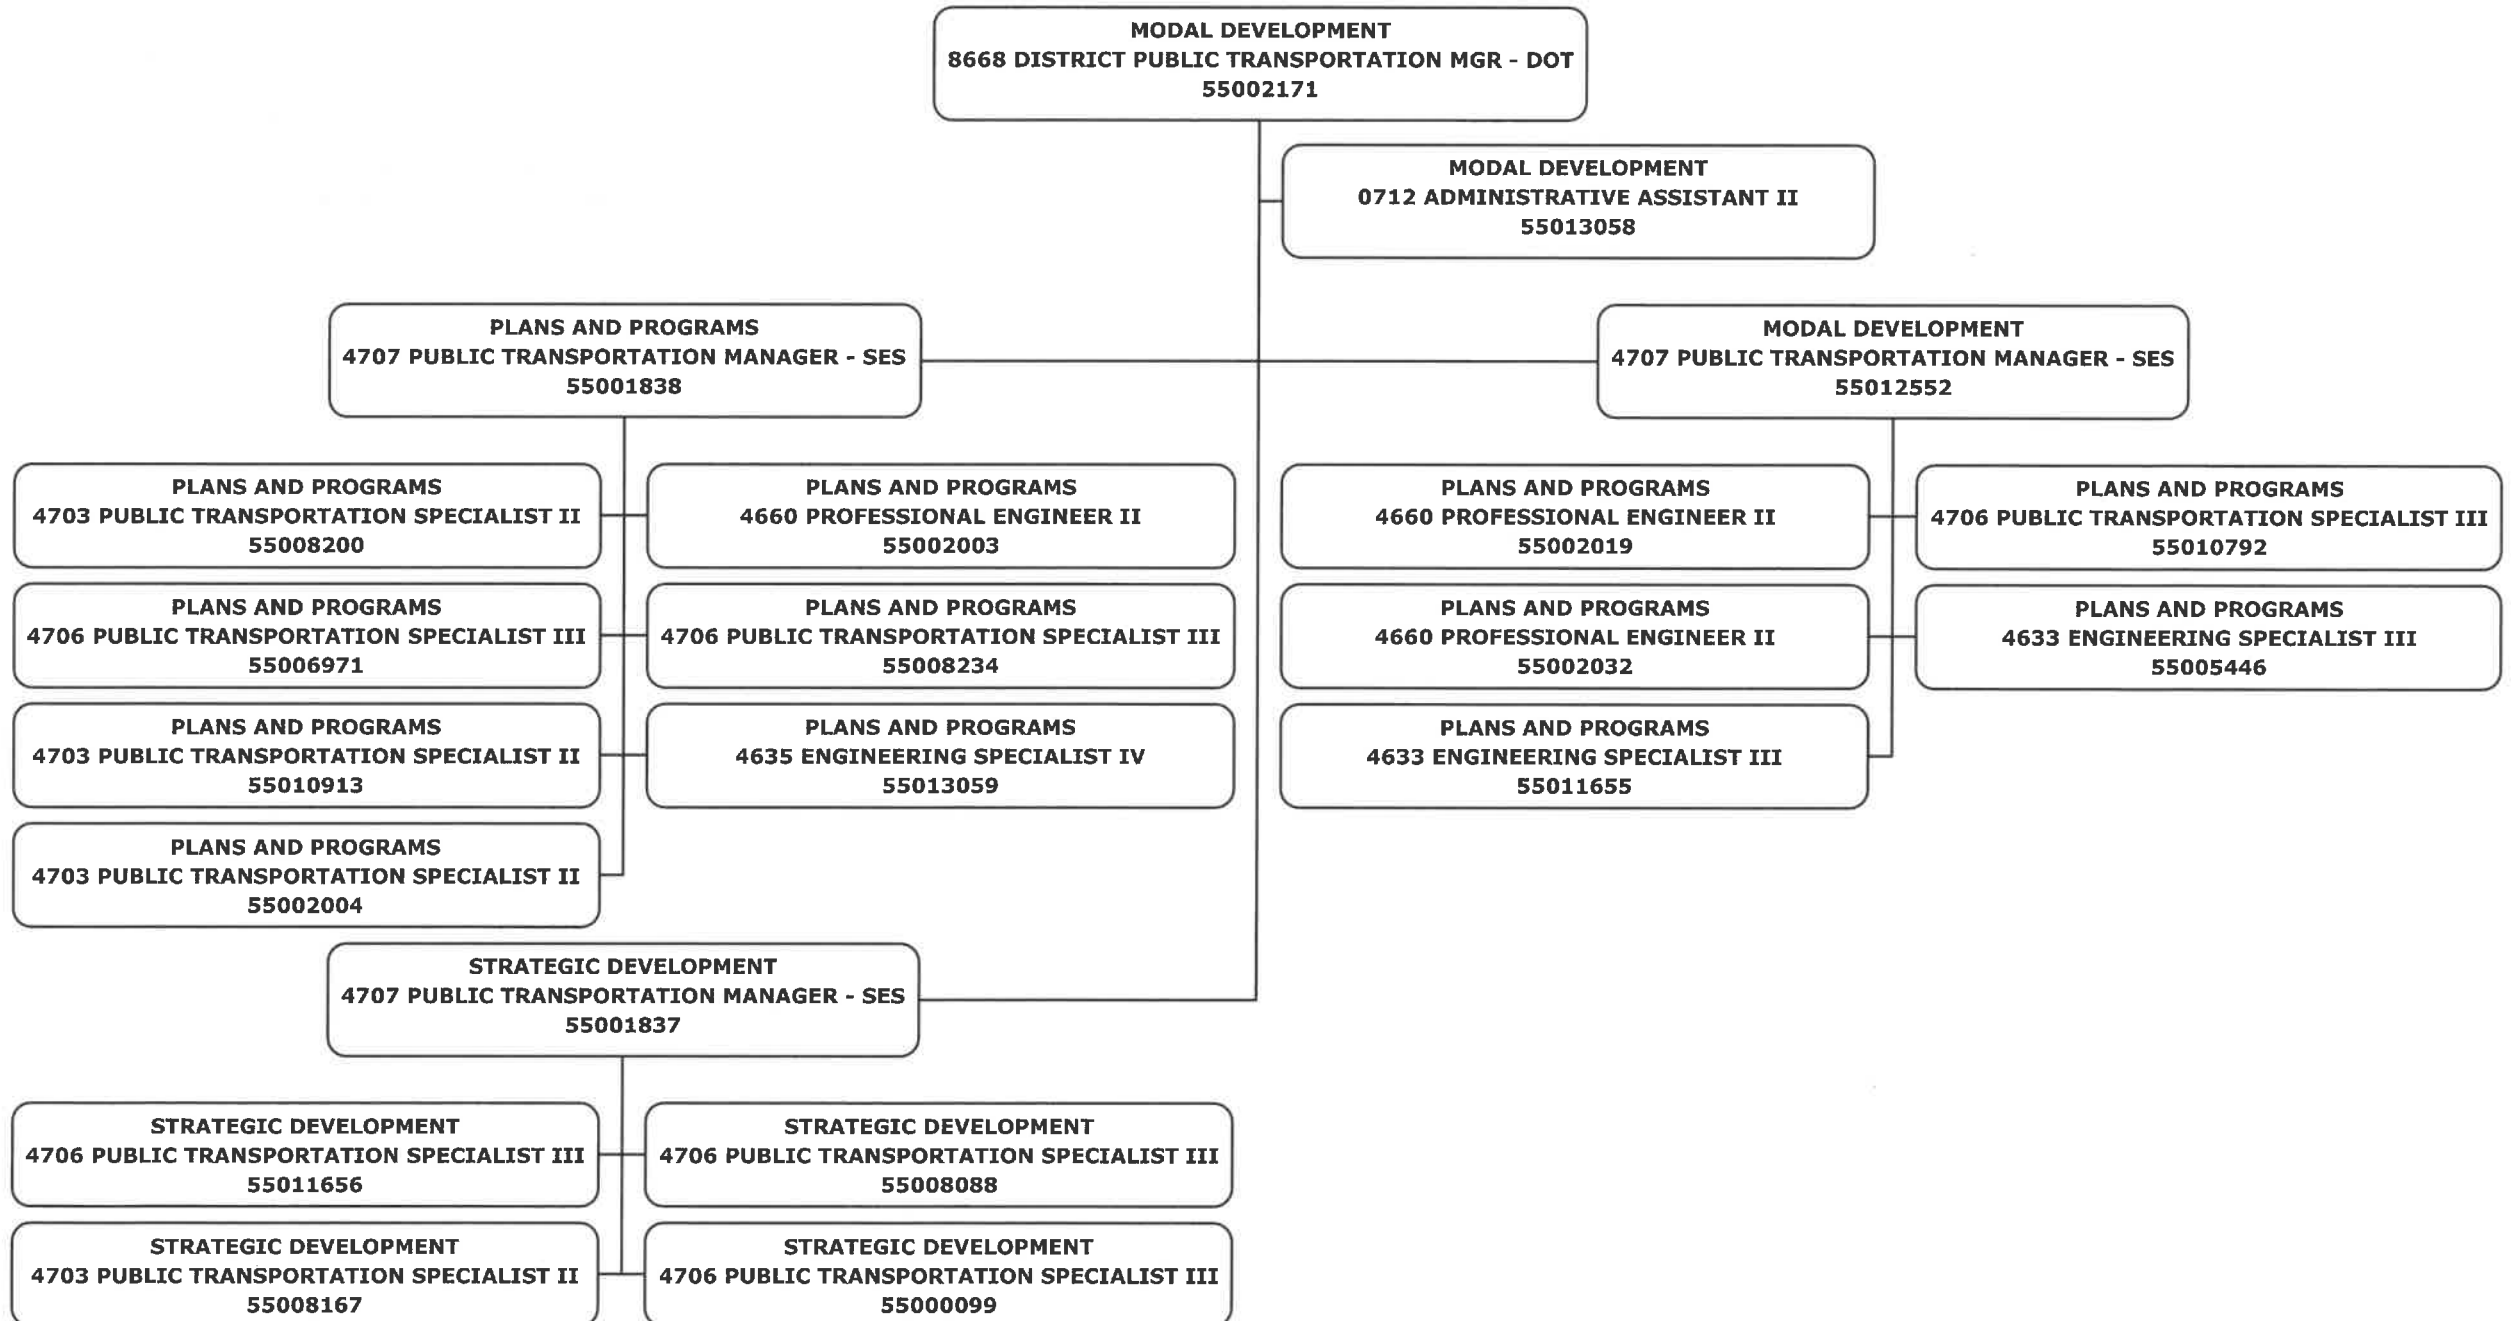 MODAL DEVELOPMENT
8668 DISTRICT PUBLIC TRANSPORTATION MGR - DOT
55002171
MODAL DEVELOPMENT
0712 ADMINISTRATIVE ASSISTANT II
55013058
PLANS AND PROGRAMS
4707 PUBLIC TRANSPORTATION MANAGER - SES
55001838
MODAL DEVELOPMENT
4707 PUBLIC TRANSPORTATION MANAGER - SES
55012552
PLANS AND PROGRAMS
4703 PUBLIC TRANSPORTATION SPECIALIST II
55008200
PLANS AND PROGRAMS
4660 PROFESSIONAL ENGINEER II
55002003
PLANS AND PROGRAMS
4660 PROFESSIONAL ENGINEER II
55002019
PLANS AND PROGRAMS
4706 PUBLIC TRANSPORTATION SPECIALIST III
55010792
PLANS AND PROGRAMS
4706 PUBLIC TRANSPORTATION SPECIALIST III
55006971
PLANS AND PROGRAMS
4706 PUBLIC TRANSPORTATION SPECIALIST III
55008234
PLANS AND PROGRAMS
4660 PROFESSIONAL ENGINEER II
55002032
PLANS AND PROGRAMS
4633 ENGINEERING SPECIALIST III
55005446
PLANS AND PROGRAMS
4703 PUBLIC TRANSPORTATION SPECIALIST II
55010913
PLANS AND PROGRAMS
4635 ENGINEERING SPECIALIST IV
55013059
PLANS AND PROGRAMS
4633 ENGINEERING SPECIALIST III
55011655
PLANS AND PROGRAMS
4703 PUBLIC TRANSPORTATION SPECIALIST II
55002004
STRATEGIC DEVELOPMENT
4707 PUBLIC TRANSPORTATION MANAGER - SES
55001837
STRATEGIC DEVELOPMENT
4706 PUBLIC TRANSPORTATION SPECIALIST III
55011656
STRATEGIC DEVELOPMENT
4706 PUBLIC TRANSPORTATION SPECIALIST III
55008088
STRATEGIC DEVELOPMENT
4703 PUBLIC TRANSPORTATION SPECIALIST II
55008167
STRATEGIC DEVELOPMENT
4706 PUBLIC TRANSPORTATION SPECIALIST III
55000099